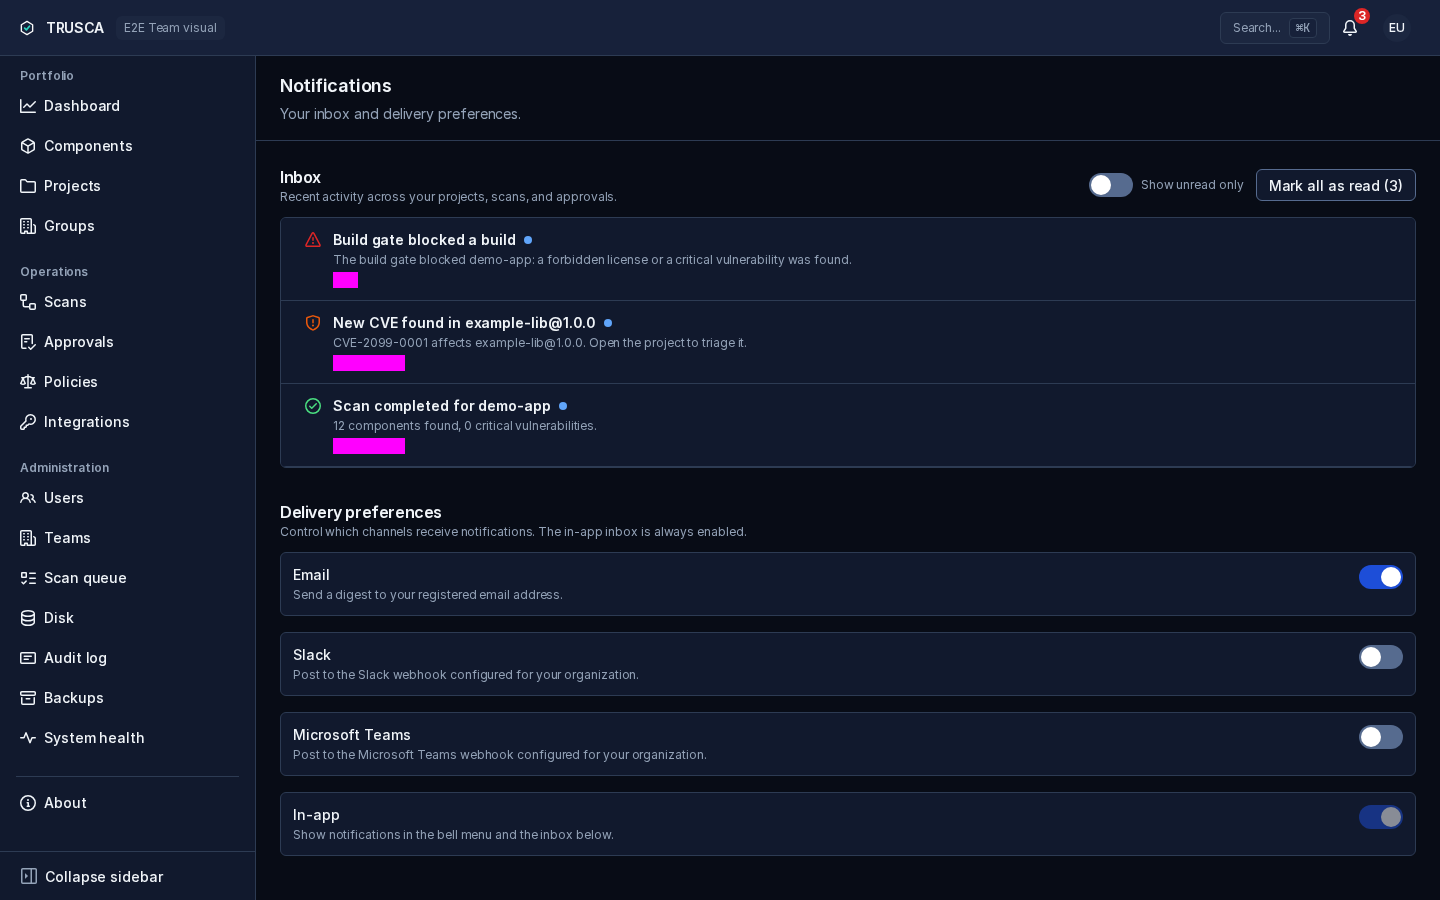 TRUSCA
E2E Team visual
Search...
⌘K
3
EU
Portfolio
Dashboard
Components
Projects
Groups
Operations
Scans
Approvals
Policies
Integrations
Administration
Users
Teams
Scan queue
Disk
Audit log
Backups
System health
About
Collapse sidebar
Notifications
Your inbox and delivery preferences.
Inbox
Recent activity across your projects, scans, and approvals.
Show unread only
Mark all as read (3)
Build gate blocked a build
The build gate blocked demo-app: a forbidden license or a critical vulnerability was found.
New CVE found in example-lib@1.0.0
CVE-2099-0001 affects example-lib@1.0.0. Open the project to triage it.
Scan completed for demo-app
12 components found, 0 critical vulnerabilities.
Delivery preferences
Control which channels receive notifications. The in-app inbox is always enabled.
Email
Send a digest to your registered email address.
Slack
Post to the Slack webhook configured for your organization.
Microsoft Teams
Post to the Microsoft Teams webhook configured for your organization.
In-app
Show notifications in the bell menu and the inbox below.